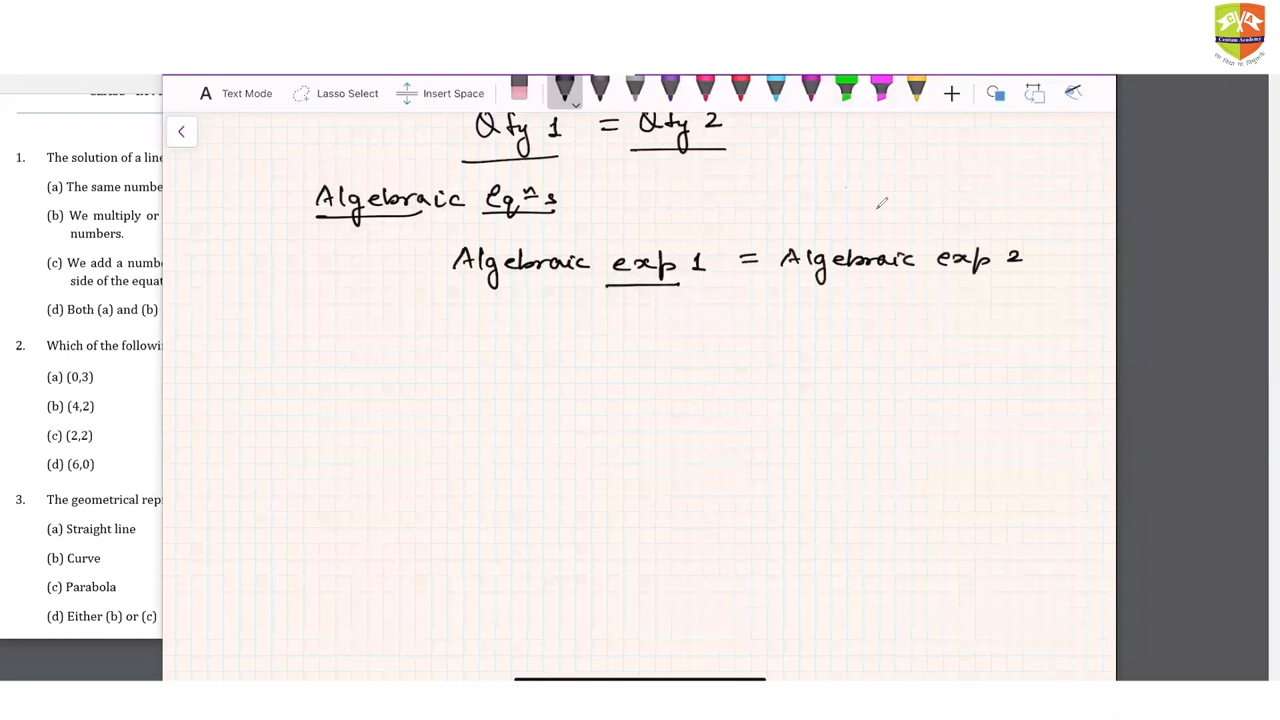 Centum Academy
A Text Mode Lasso Select Insert Space
Qty 1 = Qty 2
Algebraic Eqⁿs
Algebraic exp 1 = Algebraic exp 2
1. The solution of a line
(a) The same numbe
(b) We multiply or
numbers.
(c) We add a numb
side of the equat
(d) Both (a) and (b)
2. Which of the followi
(a) (0,3)
(b) (4,2)
(c) (2,2)
(d) (6,0)
3. The geometrical rep
(a) Straight line
(b) Curve
(c) Parabola
(d) Either (b) or (c)